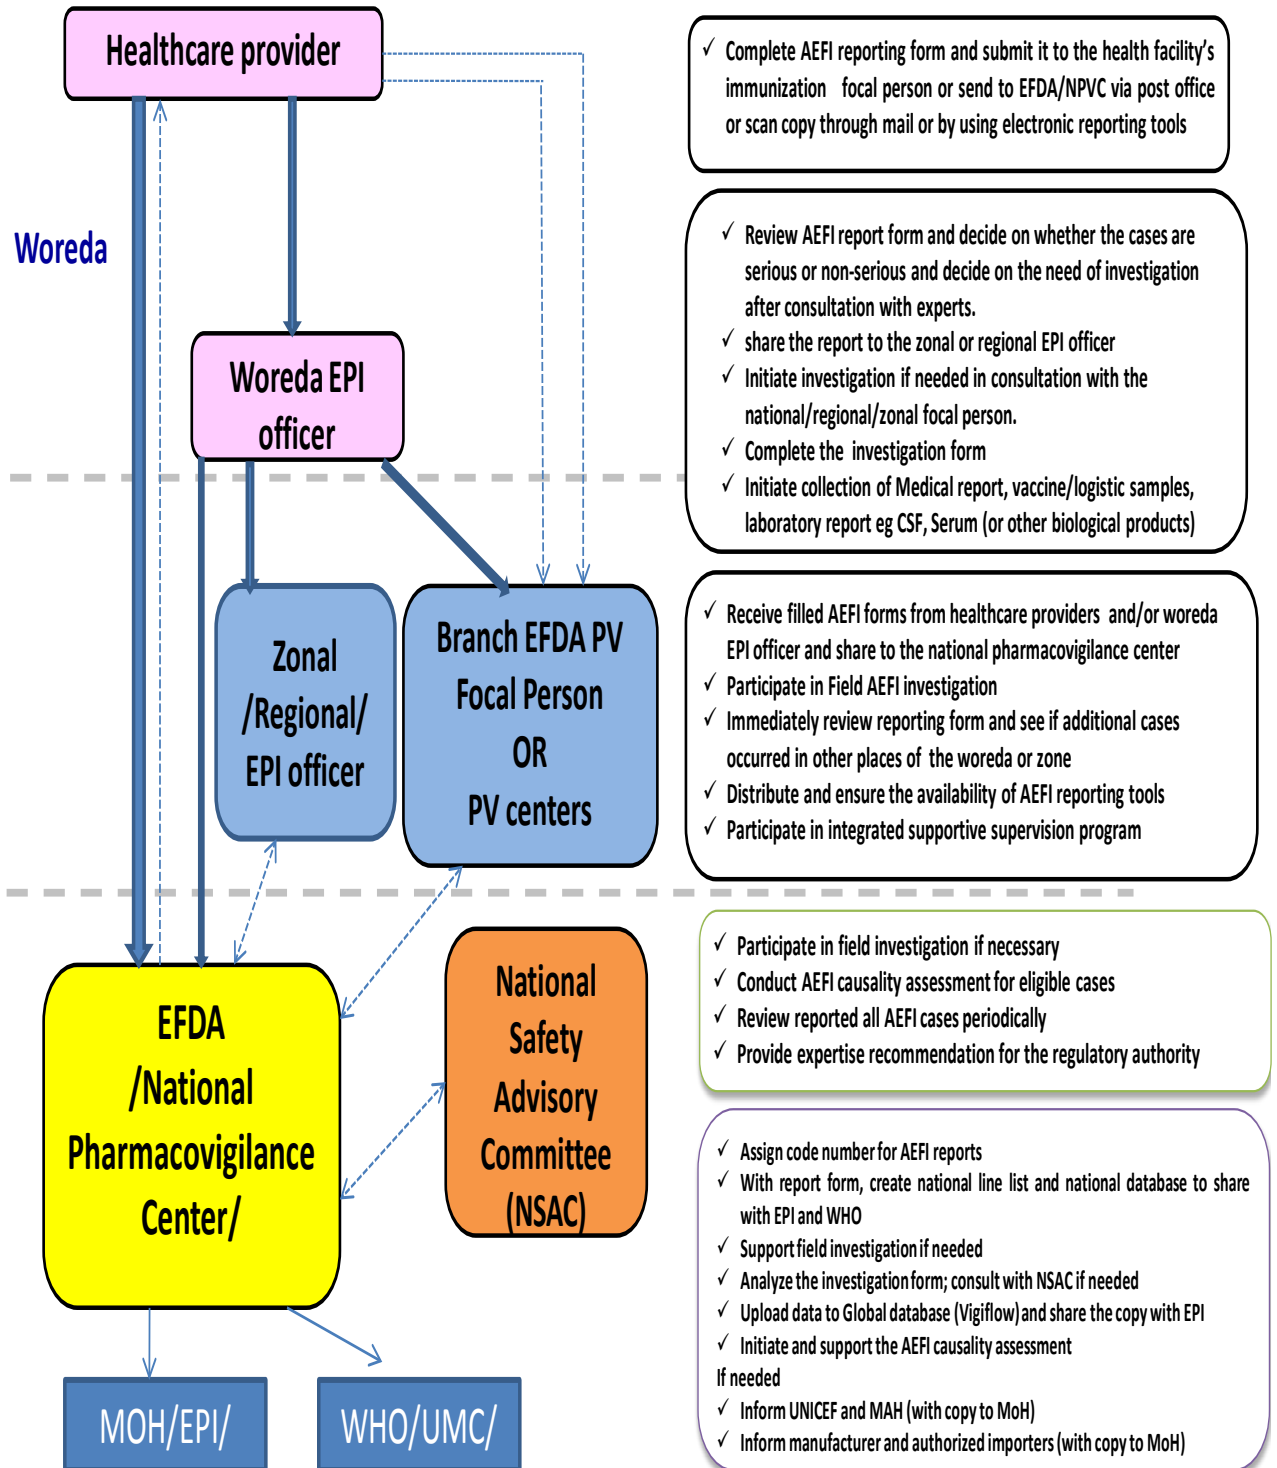 Healthcare provider
✓ Complete AEFI reporting form and submit it to the health facility's
immunization focal person or send to EFDA/NPVC via post office
or scan copy through mail or by using electronic reporting tools
Woreda
✓ Review AEFI report form and decide on whether the cases are
serious or non-serious and decide on the need of investigation
after consultation with experts.
✓ share the report to the zonal or regional EPI officer
✓ Initiate investigation if needed in consultation with the
national/regional/zonal focal person.
✓ Complete the investigation form
✓ Initiate collection of Medical report, vaccine/logistic samples,
laboratory report eg CSF, Serum (or other biological products)
Woreda EPI
officer
Zonal
/Regional/
EPI officer
Branch EFDA PV
Focal Person
OR
PV centers
✓ Receive filled AEFI forms from healthcare providers and/or woreda
EPI officer and share to the national pharmacovigilance center
✓ Participate in Field AEFI investigation
✓ Immediately review reporting form and see if additional cases
occurred in other places of the woreda or zone
✓ Distribute and ensure the availability of AEFI reporting tools
✓ Participate in integrated supportive supervision program
EFDA
/National
Pharmacovigilance
Center/
National
Safety
Advisory
Committee
(NSAC)
✓ Participate in field investigation if necessary
✓ Conduct AEFI causality assessment for eligible cases
✓ Review reported all AEFI cases periodically
✓ Provide expertise recommendation for the regulatory authority
✓ Assign code number for AEFI reports
✓ With report form, create national line list and national database to share
with EPI and WHO
✓ Support field investigation if needed
✓ Analyze the investigation form; consult with NSAC if needed
✓ Upload data to Global database (Vigiflow) and share the copy with EPI
✓ Initiate and support the AEFI causality assessment
If needed
✓ Inform UNICEF and MAH (with copy to MoH)
✓ Inform manufacturer and authorized importers (with copy to MoH)
MOH/EPI/
WHO/UMC/